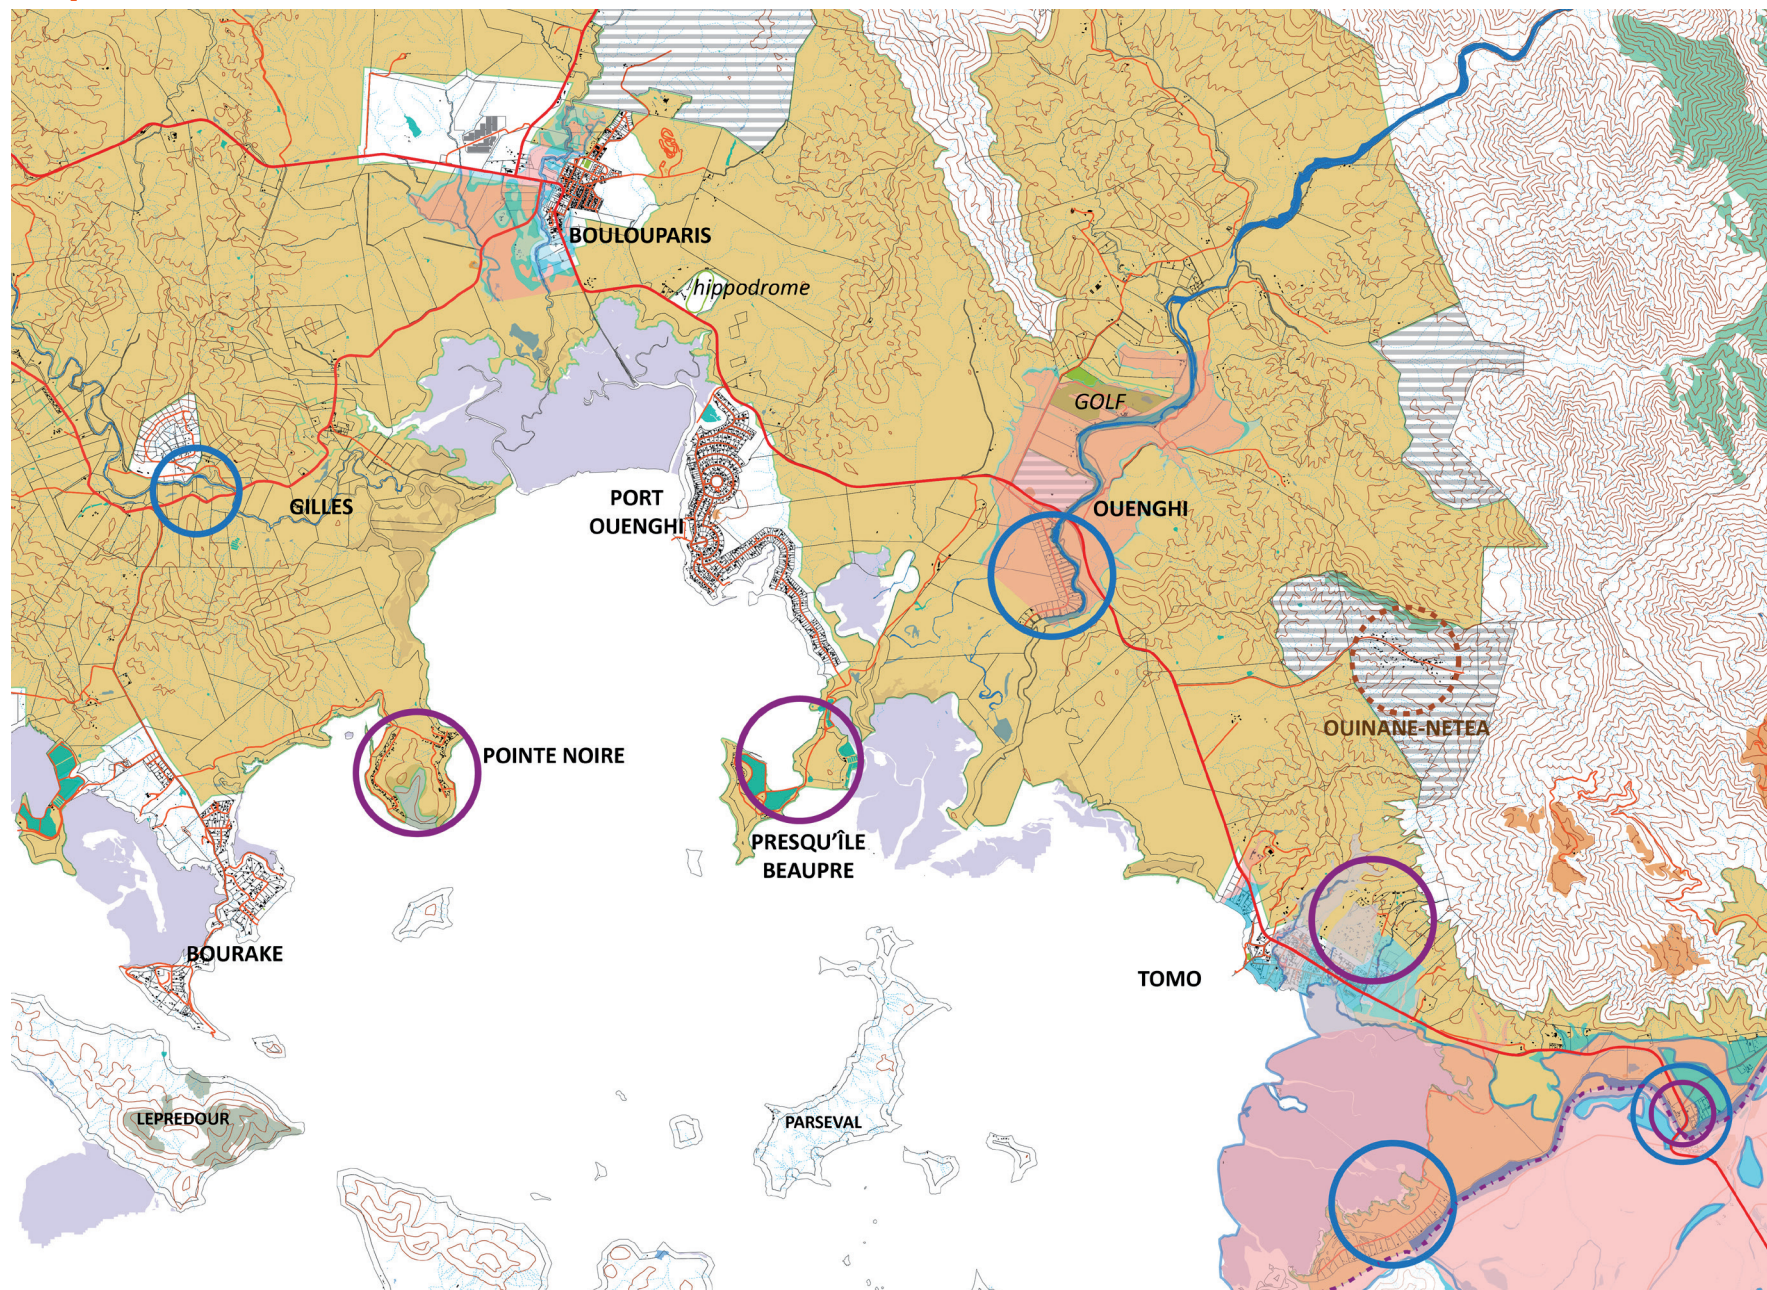 BOULOUPARIS
hippodrome
GOLF
GILLES
PORT
OUENGHI
OUENGHI
OUINANE-NETEA
POINTE NOIRE
PRESQU'ÎLE
BEAUPRE
BOURAKE
TOMO
LEPREDOUR
PARSEVAL